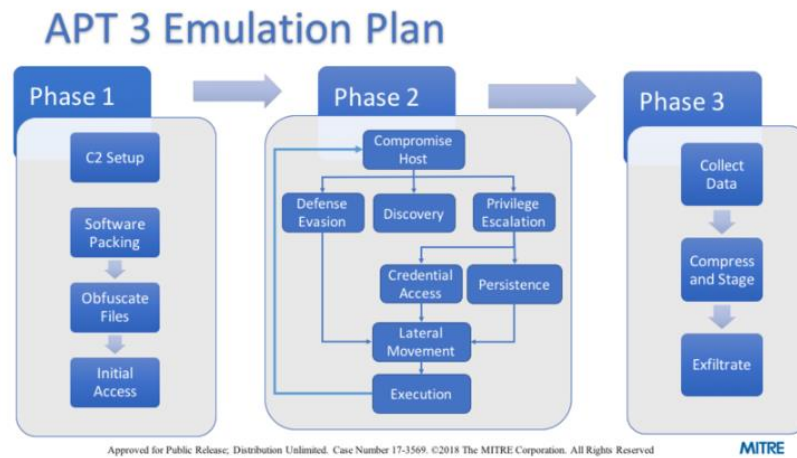 APT 3 Emulation Plan
Phase 1
C2 Setup
Software
Packing
Obfuscate
Files
Initial
Access
Phase 2
Compromise
Host
Defense
Evasion
Discovery
Privilege
Escalation
Credential
Access
Persistence
Lateral
Movement
Execution
Phase 3
Collect
Data
Compress
and Stage
Exfiltrate
Approved for Public Release; Distribution Unlimited. Case Number 17-3569. ©2018 The MITRE Corporation. All Rights Reserved
MITRE